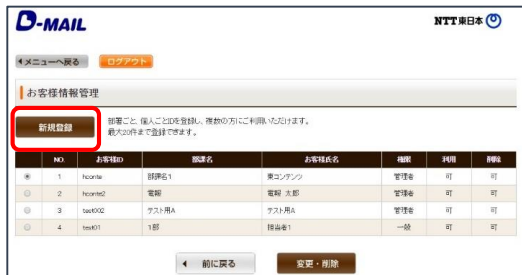 D-MAIL
NTT東日本
メニューへ戻る ログアウト
お客様情報管理
新規登録
部署ごと、個人ごとIDを登録し、複数の方にご利用いただけます。
最大20件まで登録できます。
NO. お客様ID 部課名 お客様氏名 権限 利用 削除
1 hconte 部課名1 東コンテンツ 管理者 可 可
2 hconte2 電報 電報 太郎 管理者 可 可
3 test002 テスト用A テスト用A 管理者 可 可
4 test01 1部 担当者1 一般 可 可
前に戻る 変更・削除